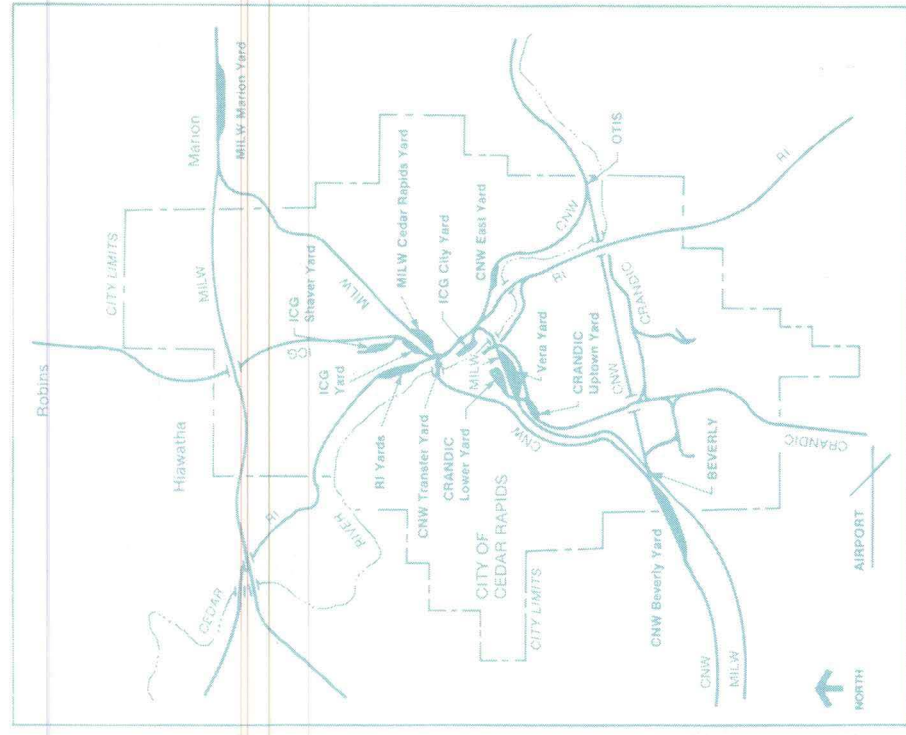 Robins
Hiawatha
Marion
MILW Marion Yard
CITY LIMITS
MILW
ICG
Shaver Yard
ICG
MILW
MILW Cedar Rapids Yard
ICG
Yard
ICG City Yard
RI Yards
CNW East Yard
CNW
OTIS
RI
CNW Transfer Yard
CRANDIC
Lower Yard
MILW
Vera Yard
CRANDIC
Uptown Yard
RI
RI
CEDAR
RIVER
CITY OF
CEDAR RAPIDS
CITY LIMITS
CNW
CNW
CRANDIC
BEVERLY
CRANDIC
CNW Beverly Yard
CNW
MILW
AIRPORT
NORTH